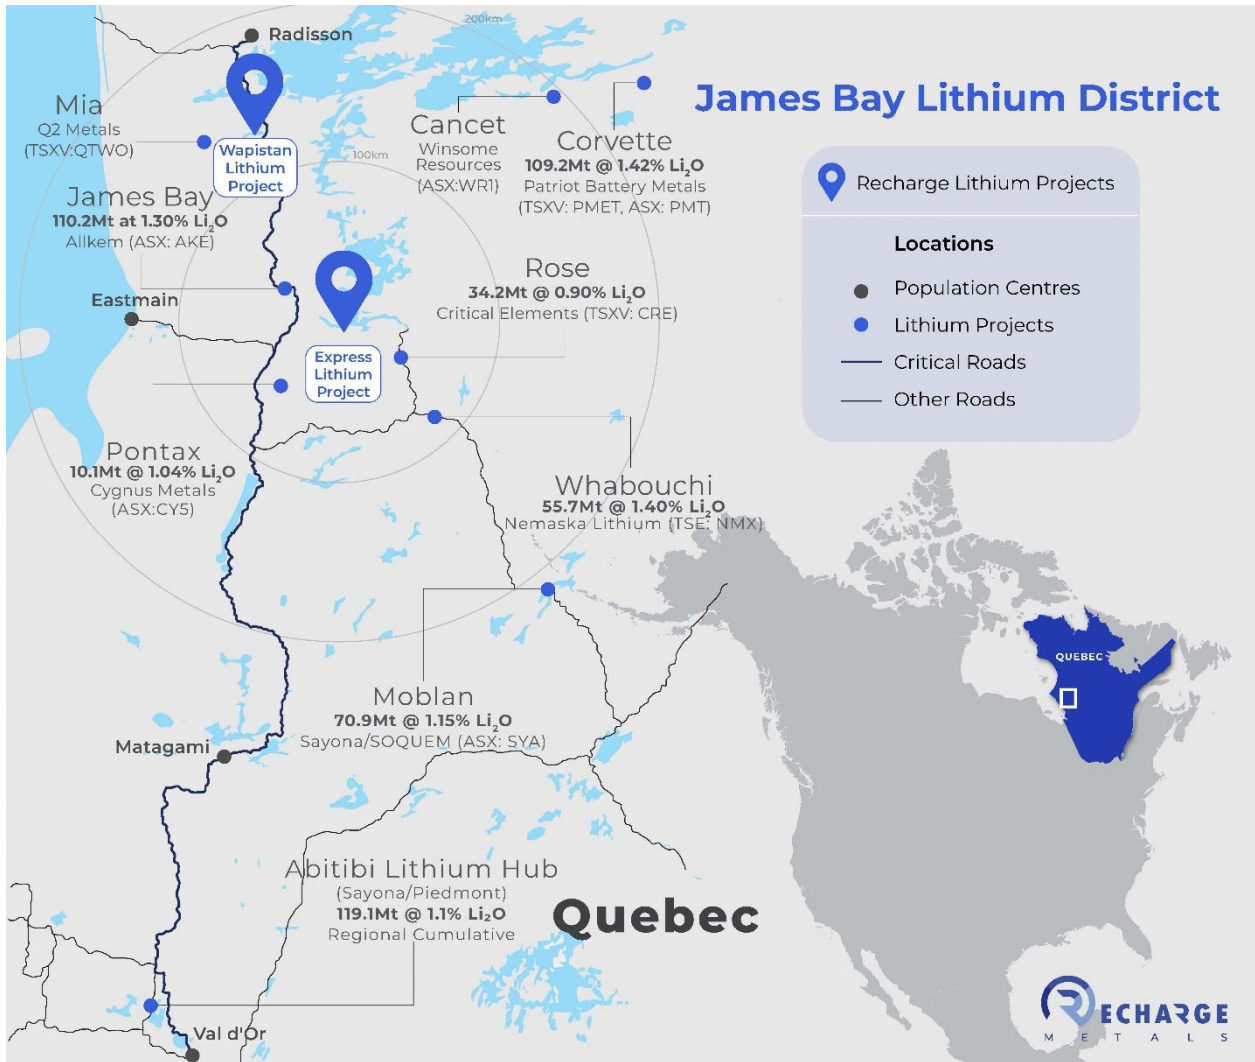 200km
Radisson
James Bay Lithium District
Mia
Q2 Metals
(TSXV:QTWO)
Wapistan
Lithium
Project
100km
Cancet
Winsome
Resources
(ASX:WR1)
Corvette
109.2Mt @ 1.42% Li₂O
Patriot Battery Metals
(TSXV: PMET, ASX: PMT)
Recharge Lithium Projects
Locations
Population Centres
Lithium Projects
Critical Roads
Other Roads
James Bay
110.2Mt at 1.30% Li₂O
Allkem (ASX: AKE)
Eastmain
Rose
34.2Mt @ 0.90% Li₂O
Critical Elements (TSXV: CRE)
Express
Lithium
Project
Pontax
10.1Mt @ 1.04% Li₂O
Cygnus Metals
(ASX:CY5)
Whabouchi
55.7Mt @ 1.40% Li₂O
Nemaska Lithium (TSE: NMX)
QUEBEC
Moblan
70.9Mt @ 1.15% Li₂O
Sayona/SOQUEM (ASX: SYA)
Matagami
Abitibi Lithium Hub
(Sayona/Piedmont)
119.1Mt @ 1.1% Li₂O
Regional Cumulative
Quebec
Val d'Or
RECHARGE
METALS